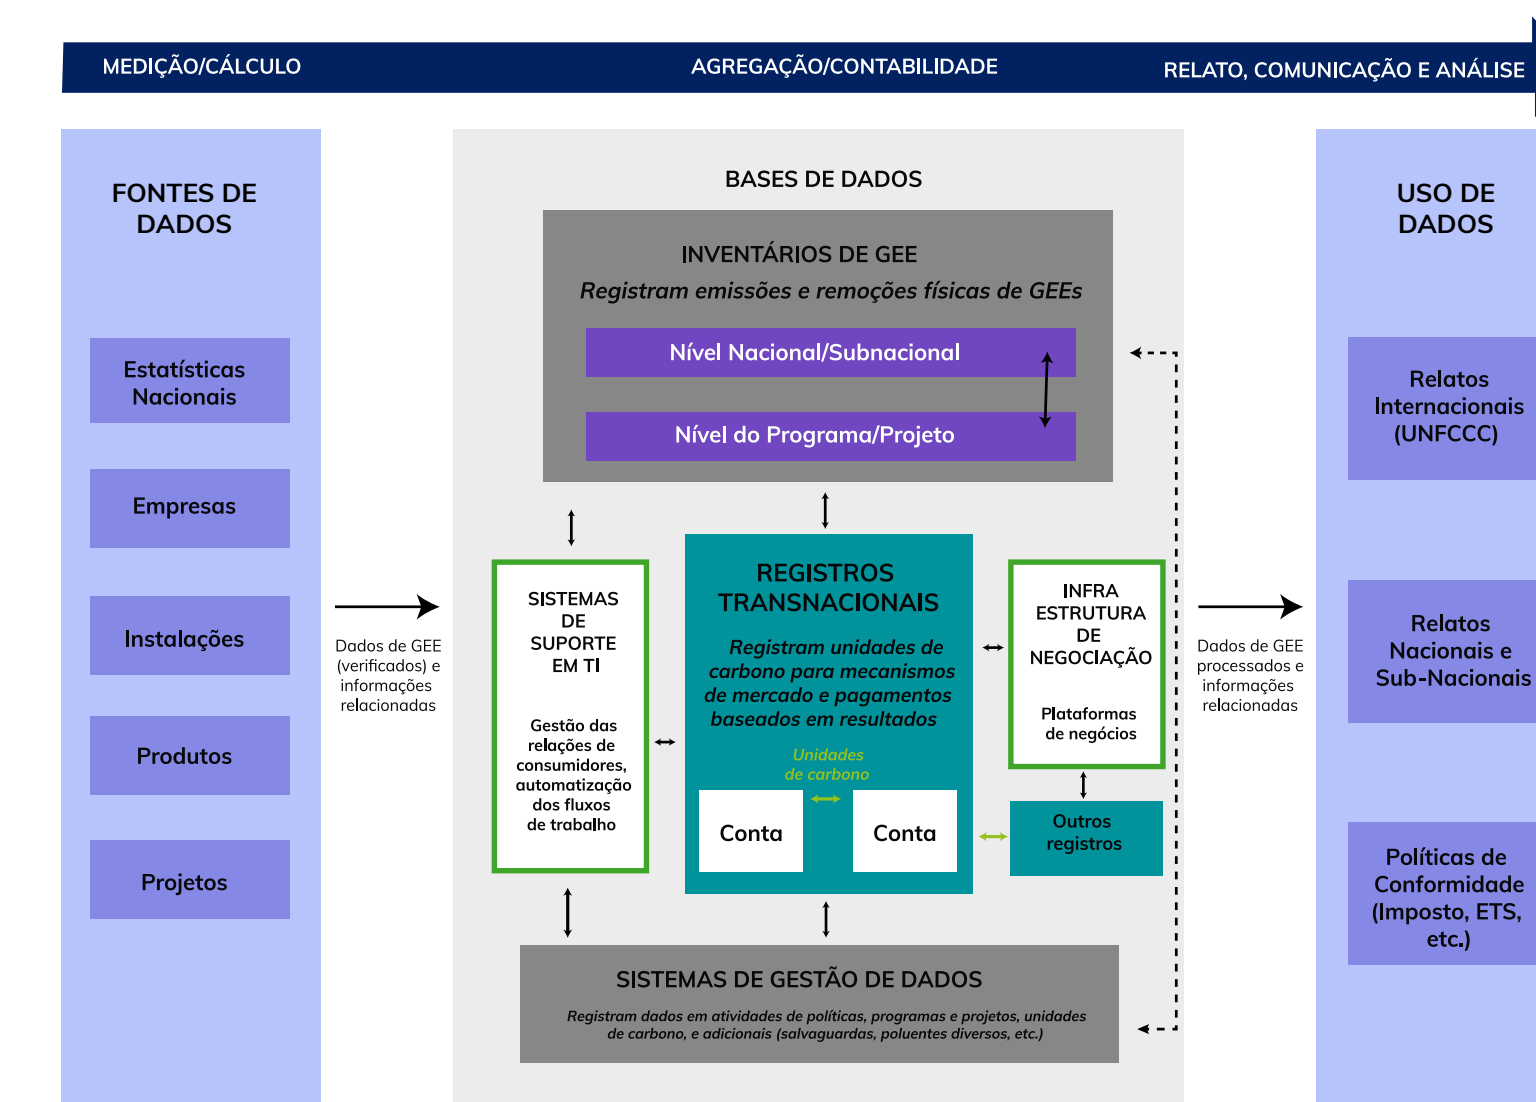 MEDIÇÃO/CÁLCULO
AGREGAÇÃO/CONTABILIDADE
RELATO, COMUNICAÇÃO E ANÁLISE
FONTES DE
DADOS
Estatísticas
Nacionais
Empresas
Instalações
Produtos
Projetos
Dados de GEE
(verificados) e
informações
relacionadas
BASES DE DADOS
INVENTÁRIOS DE GEE
Registram emissões e remoções físicas de GEEs
Nível Nacional/Subnacional
Nível do Programa/Projeto
SISTEMAS
DE
SUPORTE
EM TI
Gestão das
relações de
consumidores,
automatização
dos fluxos
de trabalho
REGISTROS
TRANSNACIONAIS
Registram unidades de
carbono para mecanismos
de mercado e pagamentos
baseados em resultados
Unidades
de carbono
Conta
Conta
INFRA
ESTRUTURA
DE
NEGOCIAÇÃO
Plataformas
de negócios
Outros
registros
SISTEMAS DE GESTÃO DE DADOS
Registram dados em atividades de políticas, programas e projetos, unidades
de carbono, e adicionais (salvaguardas, poluentes diversos, etc.)
Dados de GEE
processados e
informações
relacionadas
USO DE
DADOS
Relatos
Internacionais
(UNFCCC)
Relatos
Nacionais e
Sub-Nacionais
Políticas de
Conformidade
(Imposto, ETS,
etc.)